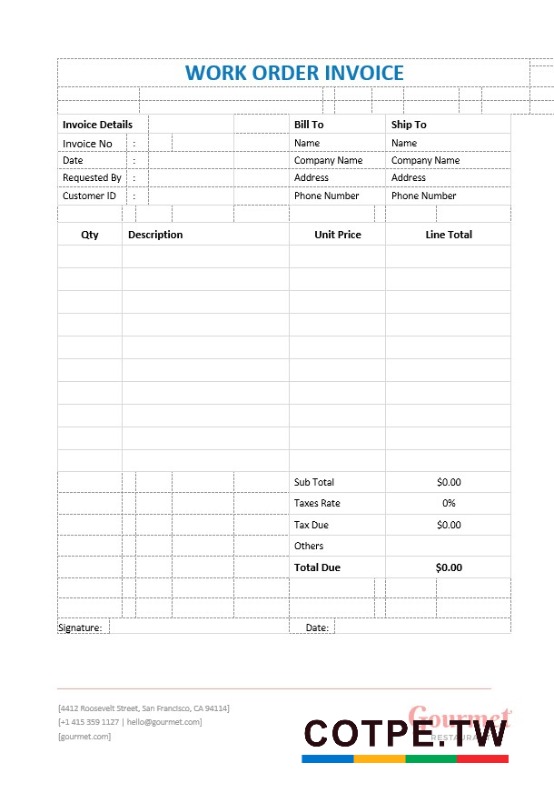 WORK ORDER INVOICE
Invoice Details Bill To Ship To
Invoice No : Name Name
Date : Company Name Company Name
Requested By : Address Address
Customer ID : Phone Number Phone Number
Qty Description Unit Price Line Total
Sub Total $0.00
Taxes Rate 0%
Tax Due $0.00
Others
Total Due $0.00
Signature: Date:
[4412 Roosevelt Street, San Francisco, CA 94114]
[+1 415 359 1127 | hello@gourmet.com]
[gourmet.com]
Gourmet
COTPE.TW